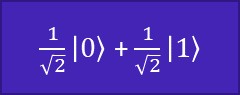 1/√2 |0⟩ + 1/√2 |1⟩